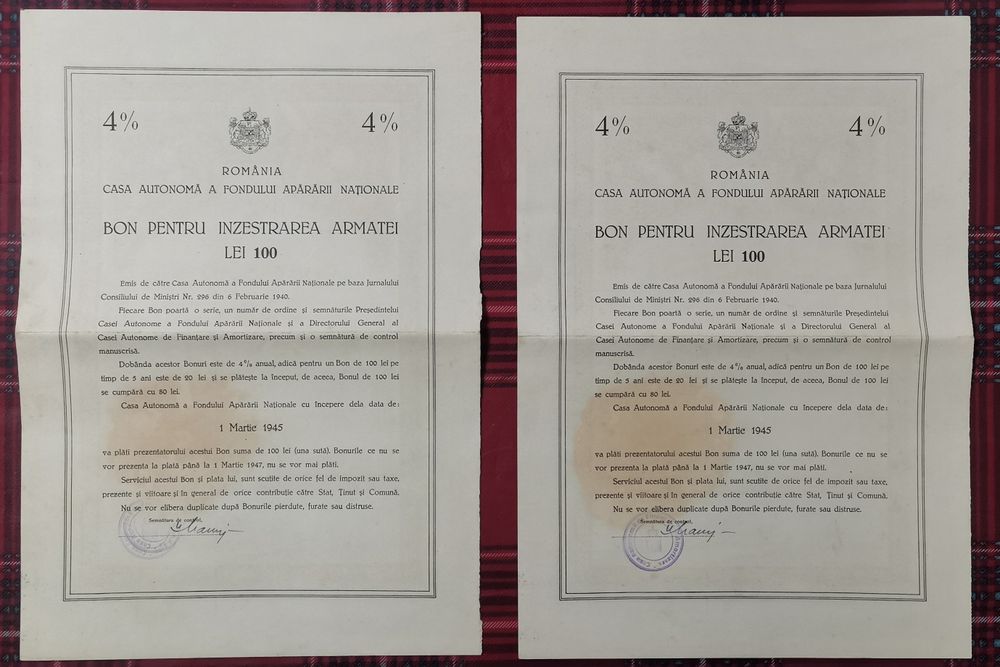 4% 4%
ROMÂNIA
CASA AUTONOMĂ A FONDULUI APĂRĂRII NAȚIONALE
BON PENTRU INZESTRAREA ARMATEI
LEI 100
Emis de către Casa Autonomă a Fondului Apărării Naționale pe baza Jurnalului
Consiliului de Miniștri Nr. 296 din 6 Februarie 1940.
Fiecare Bon poartă o serie, un număr de ordine și semnăturile Președintelui
Casei Autonome a Fondului Apărării Naționale și a Directorului General al
Casei Autonome de Finanțare și Amortizare, precum și o semnătură de control
manuscrisă.
Dobânda acestor Bonuri este de 4% anual, adică pentru un Bon de 100 lei pe
timp de 5 ani este de 20 lei și se plătește la început, de aceea, Bonul de 100 lei
se cumpără cu 80 lei.
Casa Autonomă a Fondului Apărării Naționale cu începere dela data de:
1 Martie 1945
va plăti prezentatorului acestui Bon suma de 100 lei (una sută). Bonurile ce nu se
vor prezenta la plată până la 1 Martie 1947, nu se vor mai plăti.
Serviciul acestui Bon și plata lui, sunt scutite de orice fel de impozit sau taxe,
prezente și viitoare și în general de orice contribuție către Stat, Ținut și Comună.
Nu se vor elibera duplicate după Bonurile pierdute, furate sau distruse.
Semnătura de control,
4% 4%
ROMÂNIA
CASA AUTONOMĂ A FONDULUI APĂRĂRII NAȚIONALE
BON PENTRU INZESTRAREA ARMATEI
LEI 100
Emis de către Casa Autonomă a Fondului Apărării Naționale pe baza Jurnalului
Consiliului de Miniștri Nr. 296 din 6 Februarie 1940.
Fiecare Bon poartă o serie, un număr de ordine și semnăturile Președintelui
Casei Autonome a Fondului Apărării Naționale și a Directorului General al
Casei Autonome de Finanțare și Amortizare, precum și o semnătură de control
manuscrisă.
Dobânda acestor Bonuri este de 4% anual, adică pentru un Bon de 100 lei pe
timp de 5 ani este de 20 lei și se plătește la început, de aceea, Bonul de 100 lei
se cumpără cu 80 lei.
Casa Autonomă a Fondului Apărării Naționale cu începere dela data de:
1 Martie 1945
va plăti prezentatorului acestui Bon suma de 100 lei (una sută). Bonurile ce nu se
vor prezenta la plată până la 1 Martie 1947, nu se vor mai plăti.
Serviciul acestui Bon și plata lui, sunt scutite de orice fel de impozit sau taxe,
prezente și viitoare și în general de orice contribuție către Stat, Ținut și Comună.
Nu se vor elibera duplicate după Bonurile pierdute, furate sau distruse.
Semnătura de control,